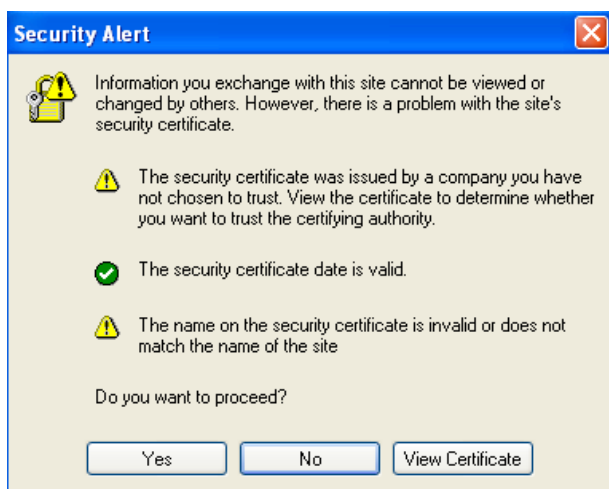 Security Alert
Information you exchange with this site cannot be viewed or
changed by others. However, there is a problem with the site's
security certificate.
The security certificate was issued by a company you have
not chosen to trust. View the certificate to determine whether
you want to trust the certifying authority.
The security certificate date is valid.
The name on the security certificate is invalid or does not
match the name of the site
Do you want to proceed?
Yes
No
View Certificate